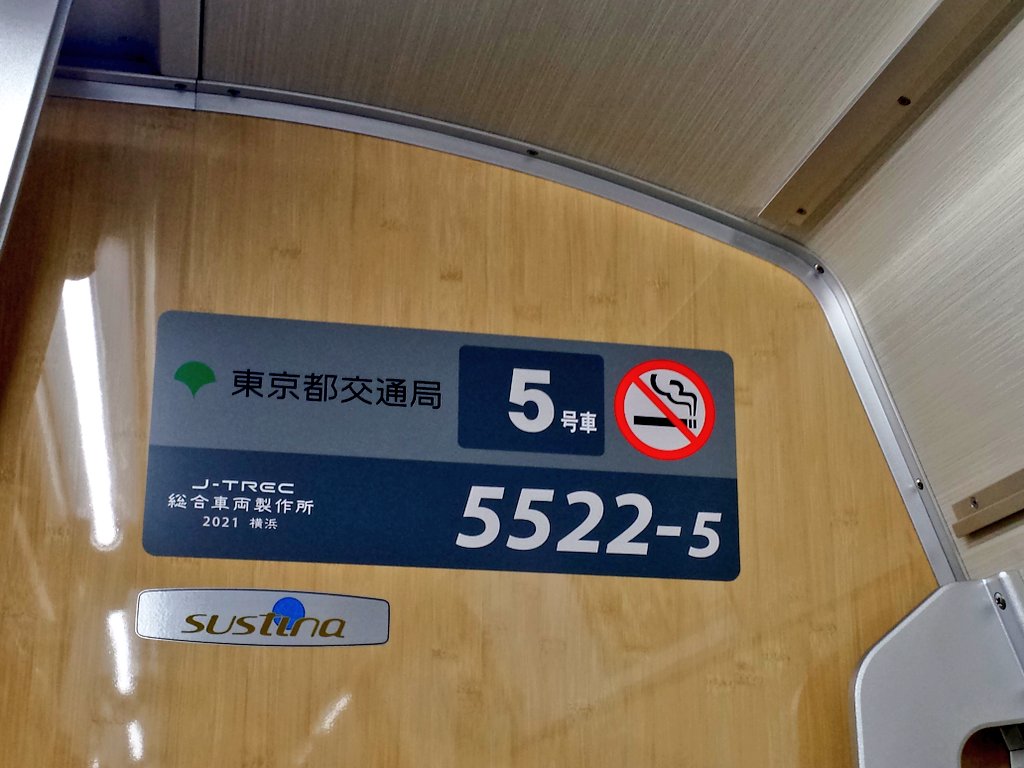 東京都交通局
5号車
J-TREC
総合車両製作所
2021 横浜
5522-5
sustina